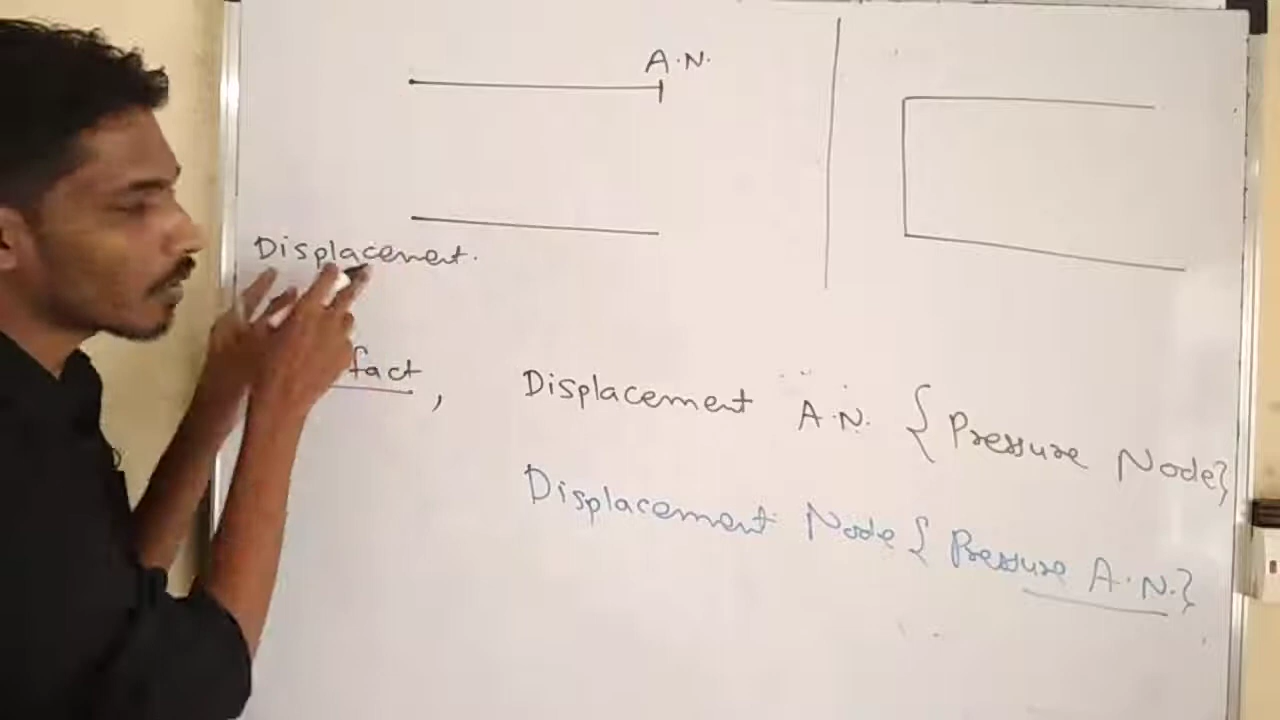 A.N.
Displacement.
fact, Displacement A.N. {Pressure Node}
Displacement Node {Pressure A.N.}